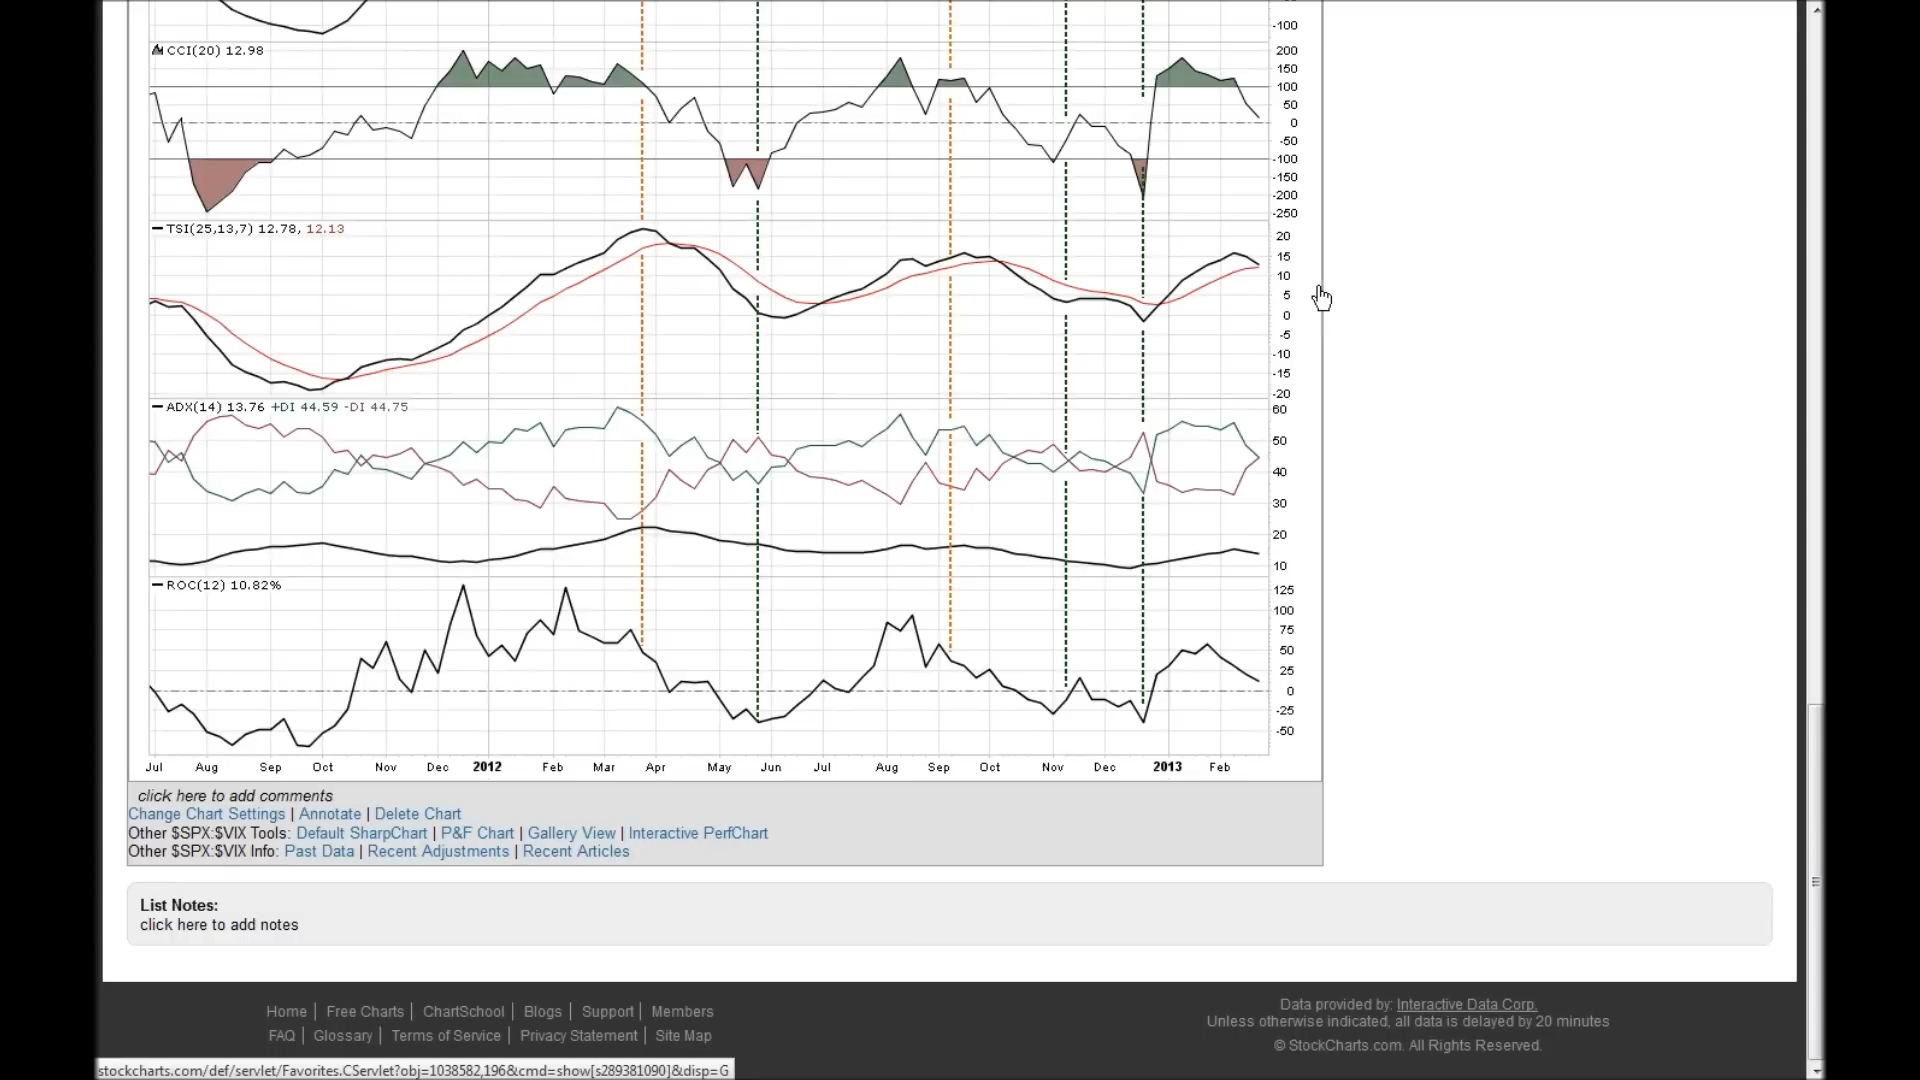 -100
CCI(20) 12.98
200
150
100
50
0
-50
-100
-150
-200
-250
TSI(25,13,7) 12.78, 12.13
20
15
10
5
0
-5
-10
-15
-20
ADX(14) 13.76 +DI 44.59 -DI 44.75
60
50
40
30
20
10
ROC(12) 10.82%
125
100
75
50
25
0
-25
-50
Jul Aug Sep Oct Nov Dec 2012 Feb Mar Apr May Jun Jul Aug Sep Oct Nov Dec 2013 Feb
click here to add comments
Change Chart Settings | Annotate | Delete Chart
Other $SPX:$VIX Tools: Default SharpChart | P&F Chart | Gallery View | Interactive PerfChart
Other $SPX:$VIX Info: Past Data | Recent Adjustments | Recent Articles
List Notes:
click here to add notes
Home | Free Charts | ChartSchool | Blogs | Support | Members
FAQ | Glossary | Terms of Service | Privacy Statement | Site Map
Data provided by: Interactive Data Corp.
Unless otherwise indicated, all data is delayed by 20 minutes
© StockCharts.com. All Rights Reserved.
stockcharts.com/def/servlet/Favorites.CServlet?obj=1038582,196&cmd=show[s289381090]&disp=G